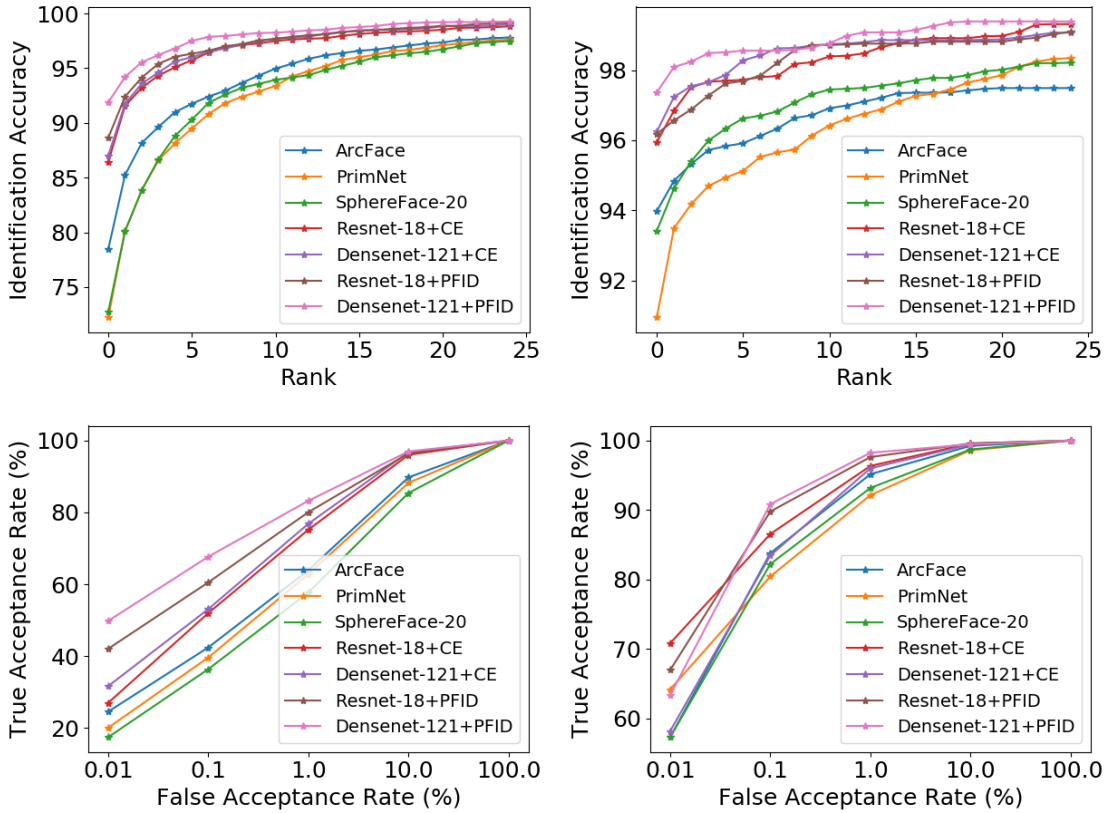 100
95
90
85
80
75
Identification Accuracy
0 5 10 15 20 25
Rank
ArcFace
PrimNet
SphereFace-20
Resnet-18+CE
Densenet-121+CE
Resnet-18+PFID
Densenet-121+PFID
98
96
94
92
Identification Accuracy
0 5 10 15 20 25
Rank
ArcFace
PrimNet
SphereFace-20
Resnet-18+CE
Densenet-121+CE
Resnet-18+PFID
Densenet-121+PFID
100
80
60
40
20
True Acceptance Rate (%)
0.01 0.1 1.0 10.0 100.0
False Acceptance Rate (%)
ArcFace
PrimNet
SphereFace-20
Resnet-18+CE
Densenet-121+CE
Resnet-18+PFID
Densenet-121+PFID
100
90
80
70
60
True Acceptance Rate (%)
0.01 0.1 1.0 10.0 100.0
False Acceptance Rate (%)
ArcFace
PrimNet
SphereFace-20
Resnet-18+CE
Densenet-121+CE
Resnet-18+PFID
Densenet-121+PFID